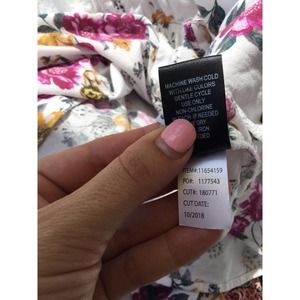 MACHINE WASH COLD
WITH LIKE COLORS
GENTLE CYCLE
USE ONLY
NON-CHLORINE
IF NEEDED
DRY
IRON
ITEM#:11654159
PO#: 1177543
CUT#: 180771
CUT DATE:
10/2018